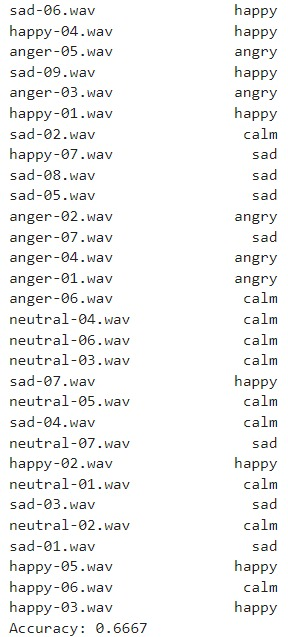 sad-06.wav happy
happy-04.wav happy
anger-05.wav angry
sad-09.wav happy
anger-03.wav angry
happy-01.wav happy
sad-02.wav calm
happy-07.wav sad
sad-08.wav sad
sad-05.wav sad
anger-02.wav angry
anger-07.wav sad
anger-04.wav angry
anger-01.wav angry
anger-06.wav calm
neutral-04.wav calm
neutral-06.wav calm
neutral-03.wav calm
sad-07.wav happy
neutral-05.wav calm
sad-04.wav calm
neutral-07.wav sad
happy-02.wav happy
neutral-01.wav calm
sad-03.wav sad
neutral-02.wav calm
sad-01.wav sad
happy-05.wav happy
happy-06.wav calm
happy-03.wav happy
Accuracy: 0.6667